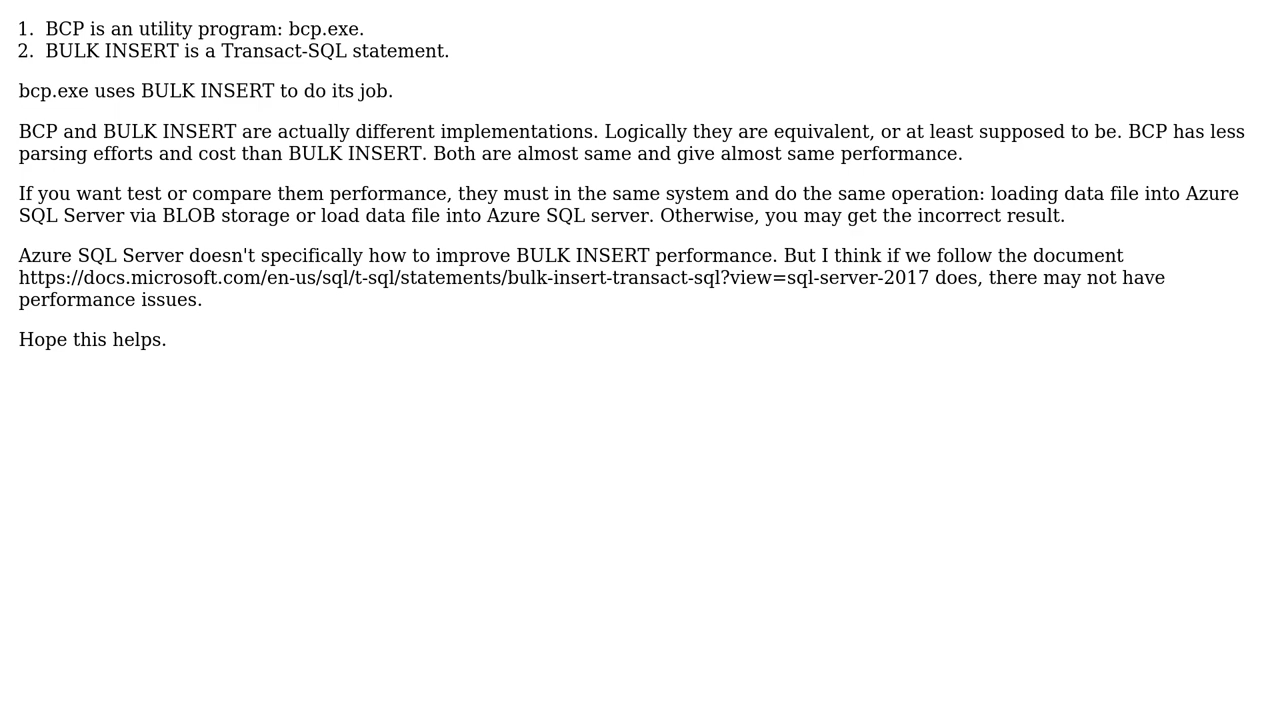 1. BCP is an utility program: bcp.exe.
2. BULK INSERT is a Transact-SQL statement.
bcp.exe uses BULK INSERT to do its job.
BCP and BULK INSERT are actually different implementations. Logically they are equivalent, or at least supposed to be. BCP has less
parsing efforts and cost than BULK INSERT. Both are almost same and give almost same performance.
If you want test or compare them performance, they must in the same system and do the same operation: loading data file into Azure
SQL Server via BLOB storage or load data file into Azure SQL server. Otherwise, you may get the incorrect result.
Azure SQL Server doesn't specifically how to improve BULK INSERT performance. But I think if we follow the document
https://docs.microsoft.com/en-us/sql/t-sql/statements/bulk-insert-transact-sql?view=sql-server-2017 does, there may not have
performance issues.
Hope this helps.